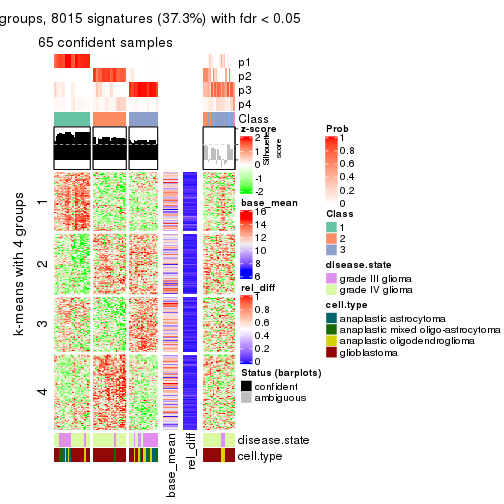 groups, 8015 signatures (37.3%) with fdr < 0.05
65 confident samples
p1
p2
p3
p4
Class
Silhouette
score
1
2
3
4
k-means with 4 groups
disease.state
cell.type
base_mean
rel_diff
z-score
2
1
0
-1
-2
base_mean
16
14
12
10
8
6
rel_diff
1
0.8
0.6
0.4
0.2
0
Status (barplots)
confident
ambiguous
Prob
1
0.8
0.6
0.4
0.2
0
Class
1
2
3
disease.state
grade III glioma
grade IV glioma
cell.type
anaplastic astrocytoma
anaplastic mixed oligo-astrocytoma
anaplastic oligodendroglioma
glioblastoma